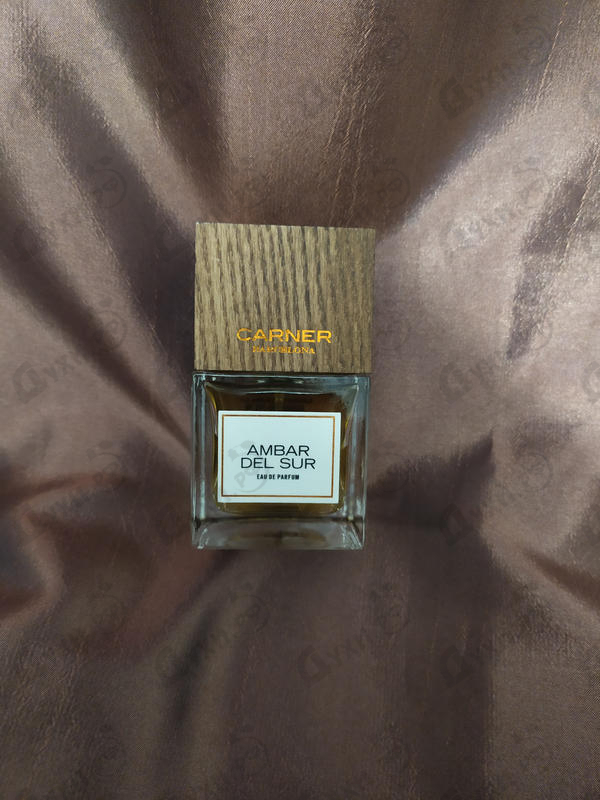 CARNER
BARCELONA
AMBAR
DEL SUR
EAU DE PARFUM